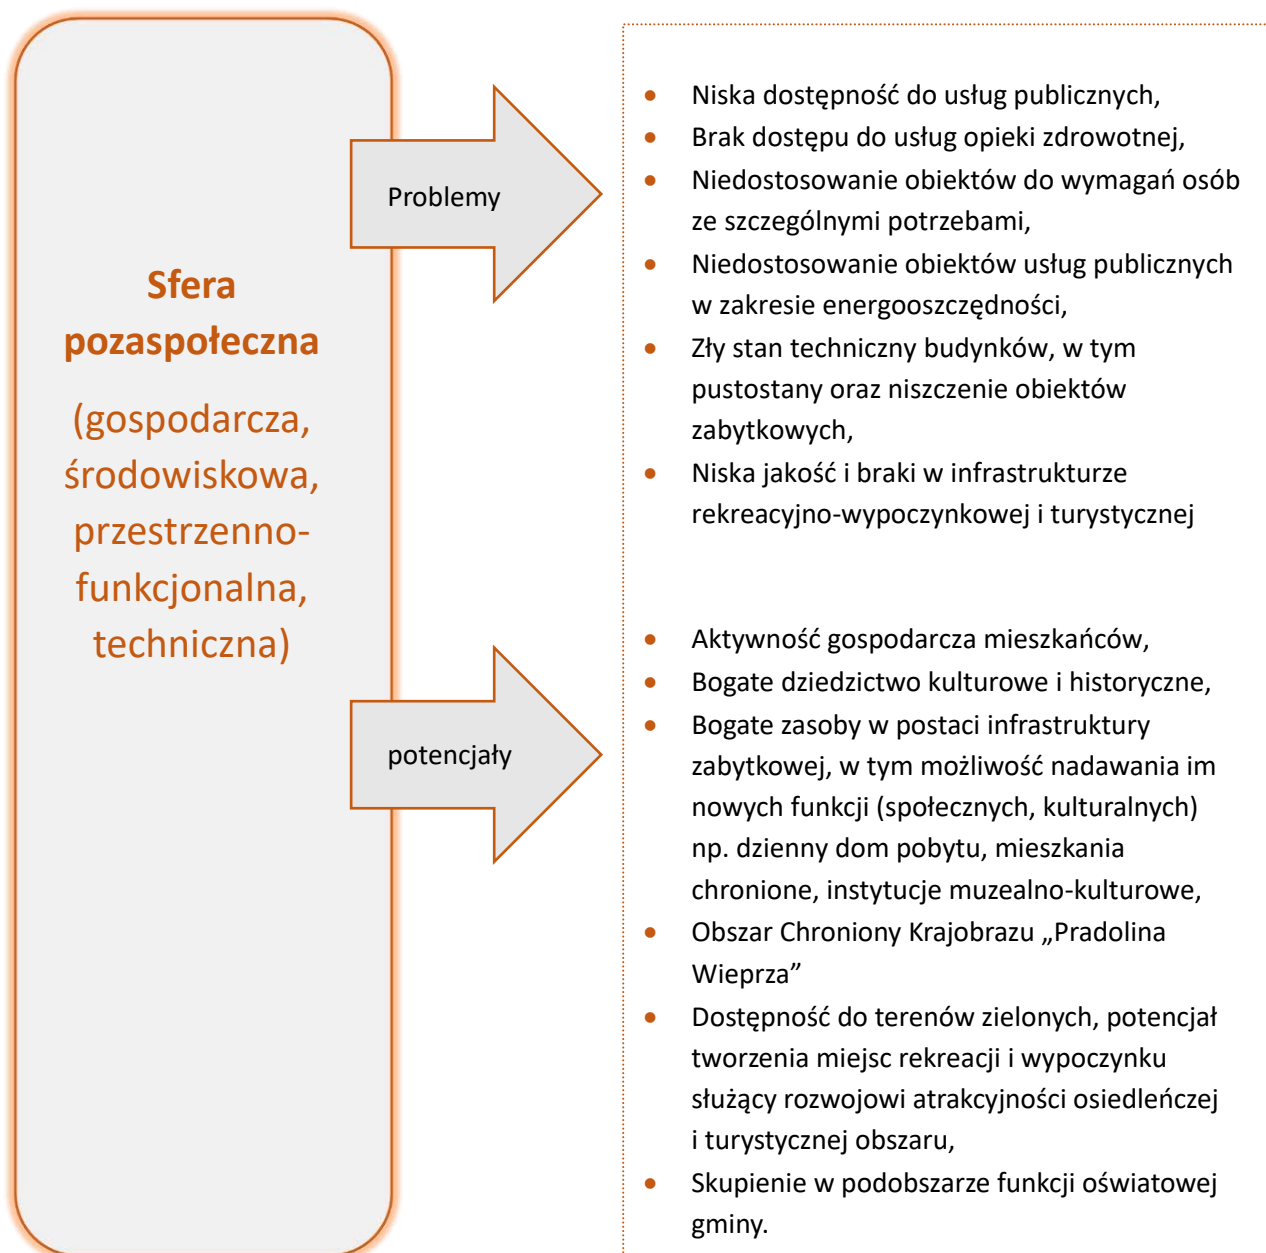 Sfera
pozaspołeczna
(gospodarcza,
środowiskowa,
przestrzenno-
funkcjonalna,
techniczna)
Problemy
• Niska dostępność do usług publicznych,
• Brak dostępu do usług opieki zdrowotnej,
• Niedostosowanie obiektów do wymagań osób
ze szczególnymi potrzebami,
• Niedostosowanie obiektów usług publicznych
w zakresie energooszczędności,
• Zły stan techniczny budynków, w tym
pustostany oraz niszczenie obiektów
zabytkowych,
• Niska jakość i braki w infrastrukturze
rekreacyjno-wypoczynkowej i turystycznej
potencjały
• Aktywność gospodarcza mieszkańców,
• Bogate dziedzictwo kulturowe i historyczne,
• Bogate zasoby w postaci infrastruktury
zabytkowej, w tym możliwość nadawania im
nowych funkcji (społecznych, kulturalnych)
np. dzienny dom pobytu, mieszkania
chronione, instytucje muzealno-kulturowe,
• Obszar Chroniony Krajobrazu „Pradolina
Wieprza”
• Dostępność do terenów zielonych, potencjał
tworzenia miejsc rekreacji i wypoczynku
służący rozwojowi atrakcyjności osiedleńczej
i turystycznej obszaru,
• Skupienie w podobszarze funkcji oświatowej
gminy.